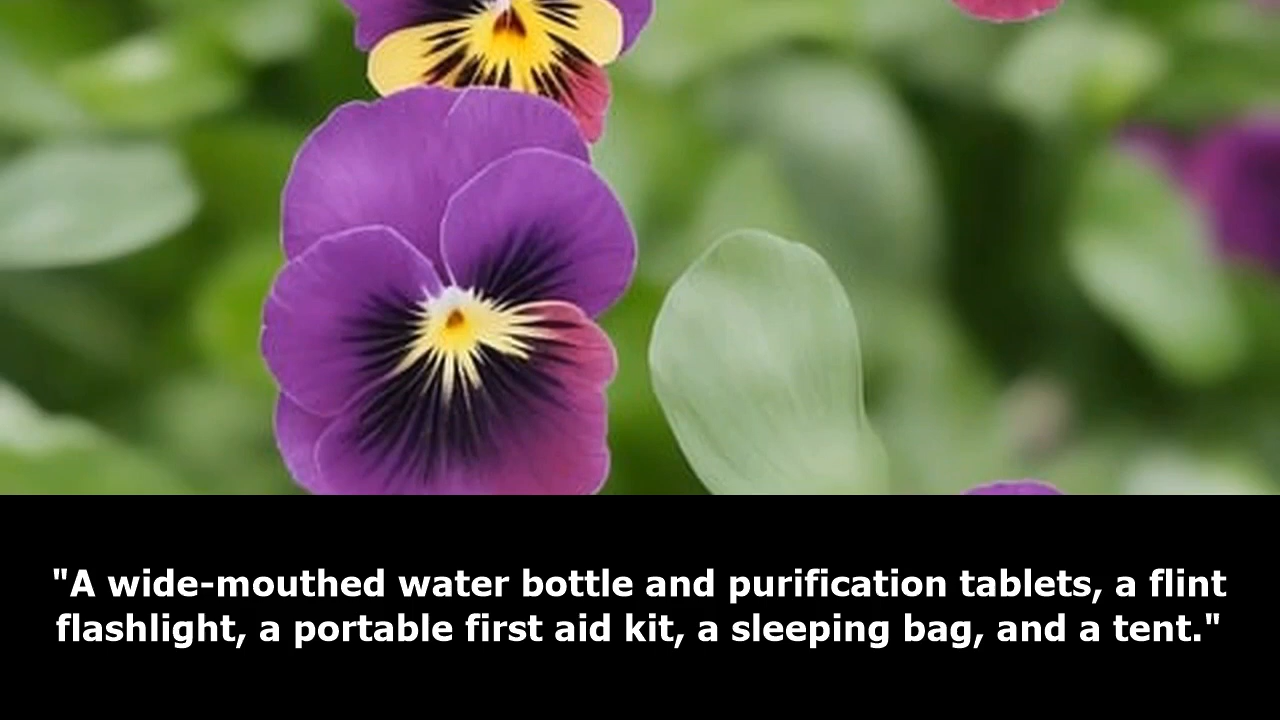 "A wide-mouthed water bottle and purification tablets, a flint
flashlight, a portable first aid kit, a sleeping bag, and a tent."